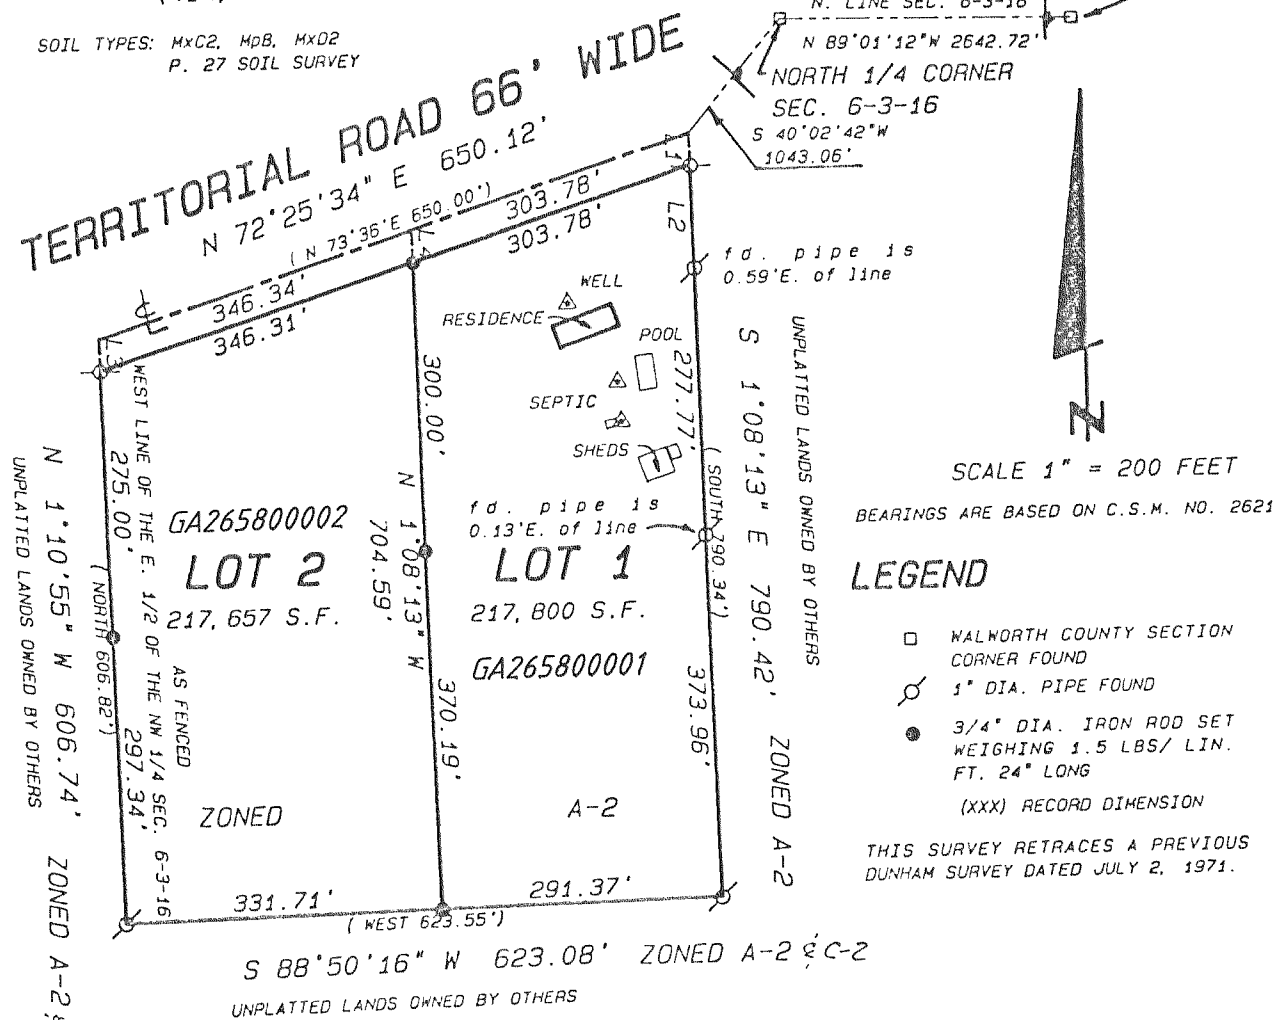 SOIL TYPES: MxC2, MpB, MxD2
P. 27 SOIL SURVEY
N. LINE SEC. 6-3-16
N 89°01'12"W 2642.72'
NORTH 1/4 CORNER
SEC. 6-3-16
S 40°02'42"W
1043.06'
TERRITORIAL ROAD 66' WIDE
N 72°25'34" E 650.12'
( N 73°36'E 650.00')
303.78'
303.78'
346.34'
346.31'
L2
L3
fd. pipe is
0.59'E. of line
WELL
RESIDENCE
POOL
SEPTIC
SHEDS
277.77'
300.00'
fd. pipe is
0.13'E. of line
N 1°08'13" W
704.59'
370.19'
GA265800002
LOT 2
217,657 S.F.
LOT 1
217,800 S.F.
GA265800001
373.96'
( SOUTH 790.34')
S 1°08'13" E 790.42' ZONED A-2
UNPLATTED LANDS OWNED BY OTHERS
WEST LINE OF THE E. 1/2 OF THE NW 1/4 SEC. 6-3-16
AS FENCED
275.00'
297.34'
( NORTH 606.82')
N 1°10'55" W 606.74' ZONED A-2
UNPLATTED LANDS OWNED BY OTHERS
ZONED
A-2
331.71'
291.37'
( WEST 623.55')
S 88°50'16" W 623.08' ZONED A-2 & C-2
UNPLATTED LANDS OWNED BY OTHERS
N
SCALE 1" = 200 FEET
BEARINGS ARE BASED ON C.S.M. NO. 2621
LEGEND
WALWORTH COUNTY SECTION
CORNER FOUND
1" DIA. PIPE FOUND
3/4" DIA. IRON ROD SET
WEIGHING 1.5 LBS/ LIN.
FT. 24" LONG
(XXX) RECORD DIMENSION
THIS SURVEY RETRACES A PREVIOUS
DUNHAM SURVEY DATED JULY 2, 1971.